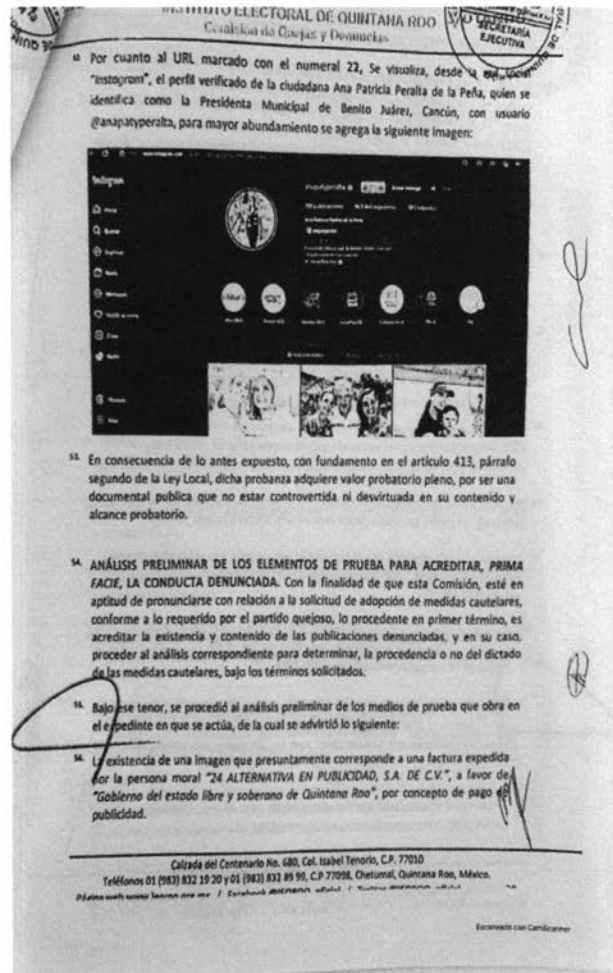 INSTITUTO ELECTORAL DE QUINTANA ROO
Comisión de Quejas y Denuncias
SECRETARÍA
EJECUTIVA
Por cuanto al URL marcado con el numeral 22, Se visualiza, desde la red social
"Instagram", el perfil verificado de la ciudadana Ana Patricia Peralta de la Peña, quien se
identifica como la Presidenta Municipal de Benito Juárez, Cancún, con usuario
@anapatyperalta, para mayor abundamiento se agrega la siguiente imagen:
Instagram
anapatyperalta
53. En consecuencia de lo antes expuesto, con fundamento en el artículo 413, párrafo
segundo de la Ley Local, dicha probanza adquiere valor probatorio pleno, por ser una
documental publica que no estar controvertida ni desvirtuada en su contenido y
alcance probatorio.
54. ANÁLISIS PRELIMINAR DE LOS ELEMENTOS DE PRUEBA PARA ACREDITAR, PRIMA
FACIE, LA CONDUCTA DENUNCIADA. Con la finalidad de que esta Comisión, esté en
aptitud de pronunciarse con relación a la solicitud de adopción de medidas cautelares,
conforme a lo requerido por el partido quejoso, lo procedente en primer término, es
acreditar la existencia y contenido de las publicaciones denunciadas, y en su caso,
proceder al análisis correspondiente para determinar, la procedencia o no del dictado
de las medidas cautelares, bajo los términos solicitados.
55. Bajo ese tenor, se procedió al análisis preliminar de los medios de prueba que obra en
el expedinte en que se actúa, de la cual se advirtió lo siguiente:
56. La existencia de una imagen que presuntamente corresponde a una factura expedida
por la persona moral "24 ALTERNATIVA EN PUBLICIDAD, S.A. DE C.V.", a favor de
"Gobierno del estado libre y soberano de Quintana Roo", por concepto de pago de
publicidad.
Calzada del Centenario No. 680, Col. Isabel Tenorio, C.P. 77010
Teléfonos 01 (983) 832 19 20 y 01 (983) 832 89 99, C.P 77098, Chetumal, Quintana Roo, México.
Página web www.ieqroo.org.mx / Facebook @IEQROO_oficial / Twitter @IEQROO_oficial
Escaneado con CamScanner